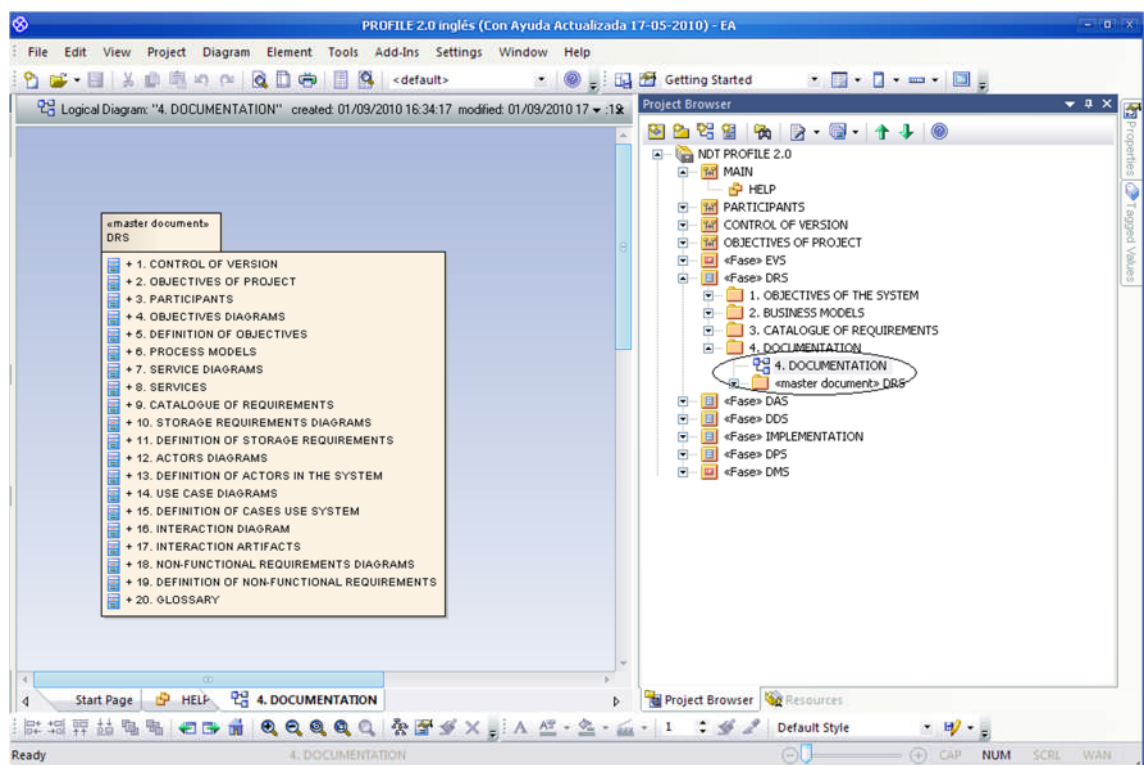 PROFILE 2.0 inglés (Con Ayuda Actualizada 17-05-2010) - EA
File Edit View Project Diagram Element Tools Add-Ins Settings Window Help
<default>
Getting Started
Logical Diagram: "4. DOCUMENTATION" created: 01/09/2010 16:34:17 modified: 01/09/2010 17
Project Browser
«master document»
DRS
+ 1. CONTROL OF VERSION
+ 2. OBJECTIVES OF PROJECT
+ 3. PARTICIPANTS
+ 4. OBJECTIVES DIAGRAMS
+ 5. DEFINITION OF OBJECTIVES
+ 6. PROCESS MODELS
+ 7. SERVICE DIAGRAMS
+ 8. SERVICES
+ 9. CATALOGUE OF REQUIREMENTS
+ 10. STORAGE REQUIREMENTS DIAGRAMS
+ 11. DEFINITION OF STORAGE REQUIREMENTS
+ 12. ACTORS DIAGRAMS
+ 13. DEFINITION OF ACTORS IN THE SYSTEM
+ 14. USE CASE DIAGRAMS
+ 15. DEFINITION OF CASES USE SYSTEM
+ 16. INTERACTION DIAGRAM
+ 17. INTERACTION ARTIFACTS
+ 18. NON-FUNCTIONAL REQUIREMENTS DIAGRAMS
+ 19. DEFINITION OF NON-FUNCTIONAL REQUIREMENTS
+ 20. GLOSSARY
NDT PROFILE 2.0
MAIN
HELP
PARTICIPANTS
CONTROL OF VERSION
OBJECTIVES OF PROJECT
«Fase» EVS
«Fase» DRS
1. OBJECTIVES OF THE SYSTEM
2. BUSINESS MODELS
3. CATALOGUE OF REQUIREMENTS
4. DOCUMENTATION
4. DOCUMENTATION
«master document» DRS
«Fase» DAS
«Fase» DDS
«Fase» IMPLEMENTATION
«Fase» DPS
«Fase» DMS
Properties
Tagged Values
Start Page HELP 4. DOCUMENTATION
Project Browser Resources
1 Default Style
Ready 4. DOCUMENTATION CAP NUM SCRL WAN